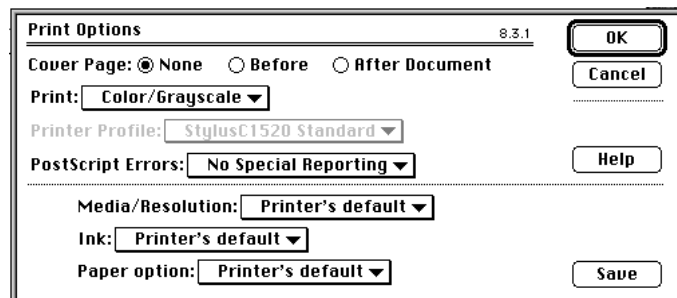 Print Options 8.3.1 OK
Cover Page: None Before After Document
Cancel
Print: Color/Grayscale
Printer Profile: StylusC1520 Standard
PostScript Errors: No Special Reporting Help
Media/Resolution: Printer's default
Ink: Printer's default
Paper option: Printer's default Save